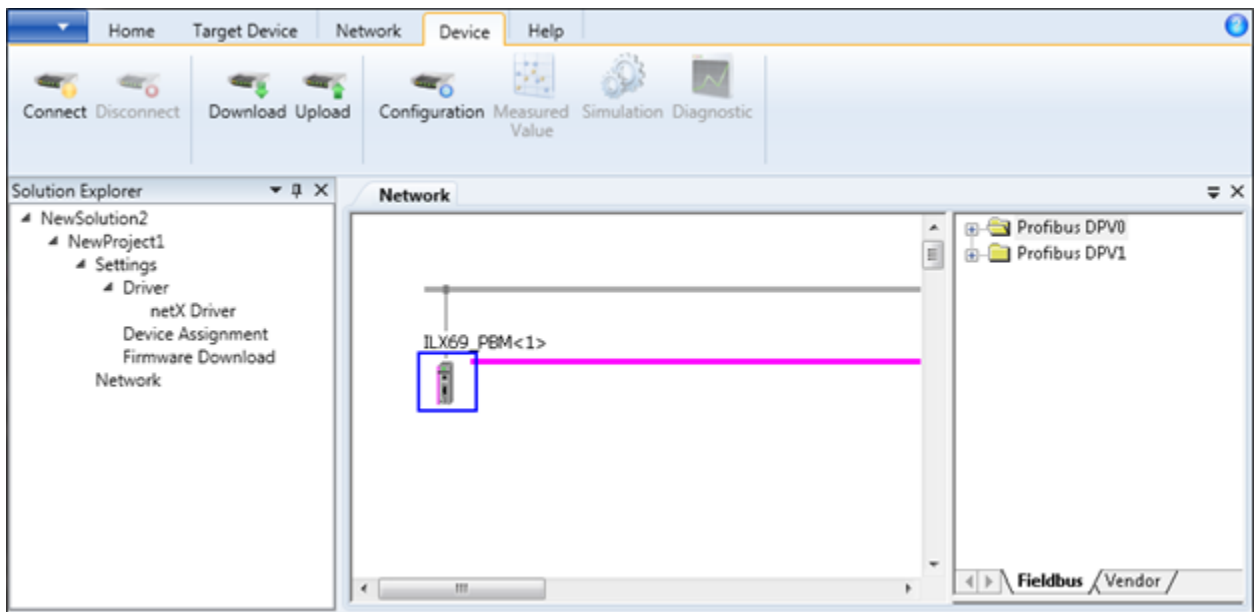 Home Target Device Network Device Help
Connect Disconnect Download Upload Configuration Measured Value Simulation Diagnostic
Solution Explorer
NewSolution2
NewProject1
Settings
Driver
netX Driver
Device Assignment
Firmware Download
Network
Network
ILX69_PBM<1>
Profibus DPV0
Profibus DPV1
Fieldbus Vendor